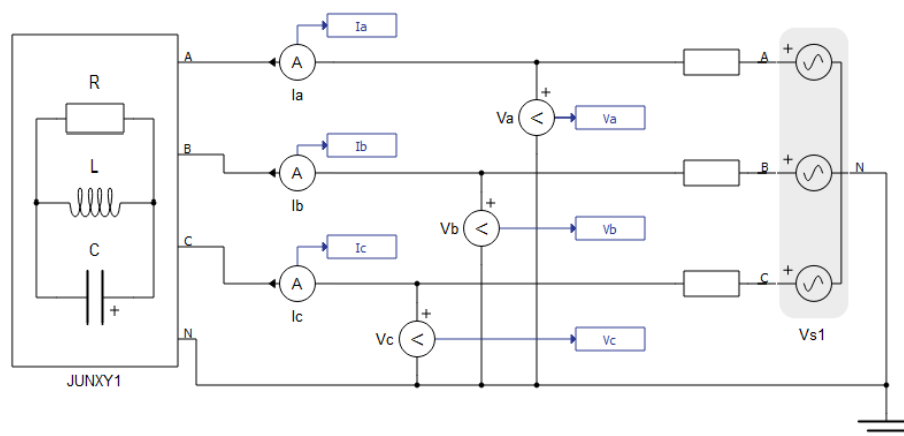 Ia
A
A
A
+
Ia
R
+
Va
<
Va
Ib
B
L
A
B
+
N
Ib
+
C
Vb
<
Vb
Ic
C
A
C
+
+
Ic
+
N
Vc
<
Vc
Vs1
JUNXY1